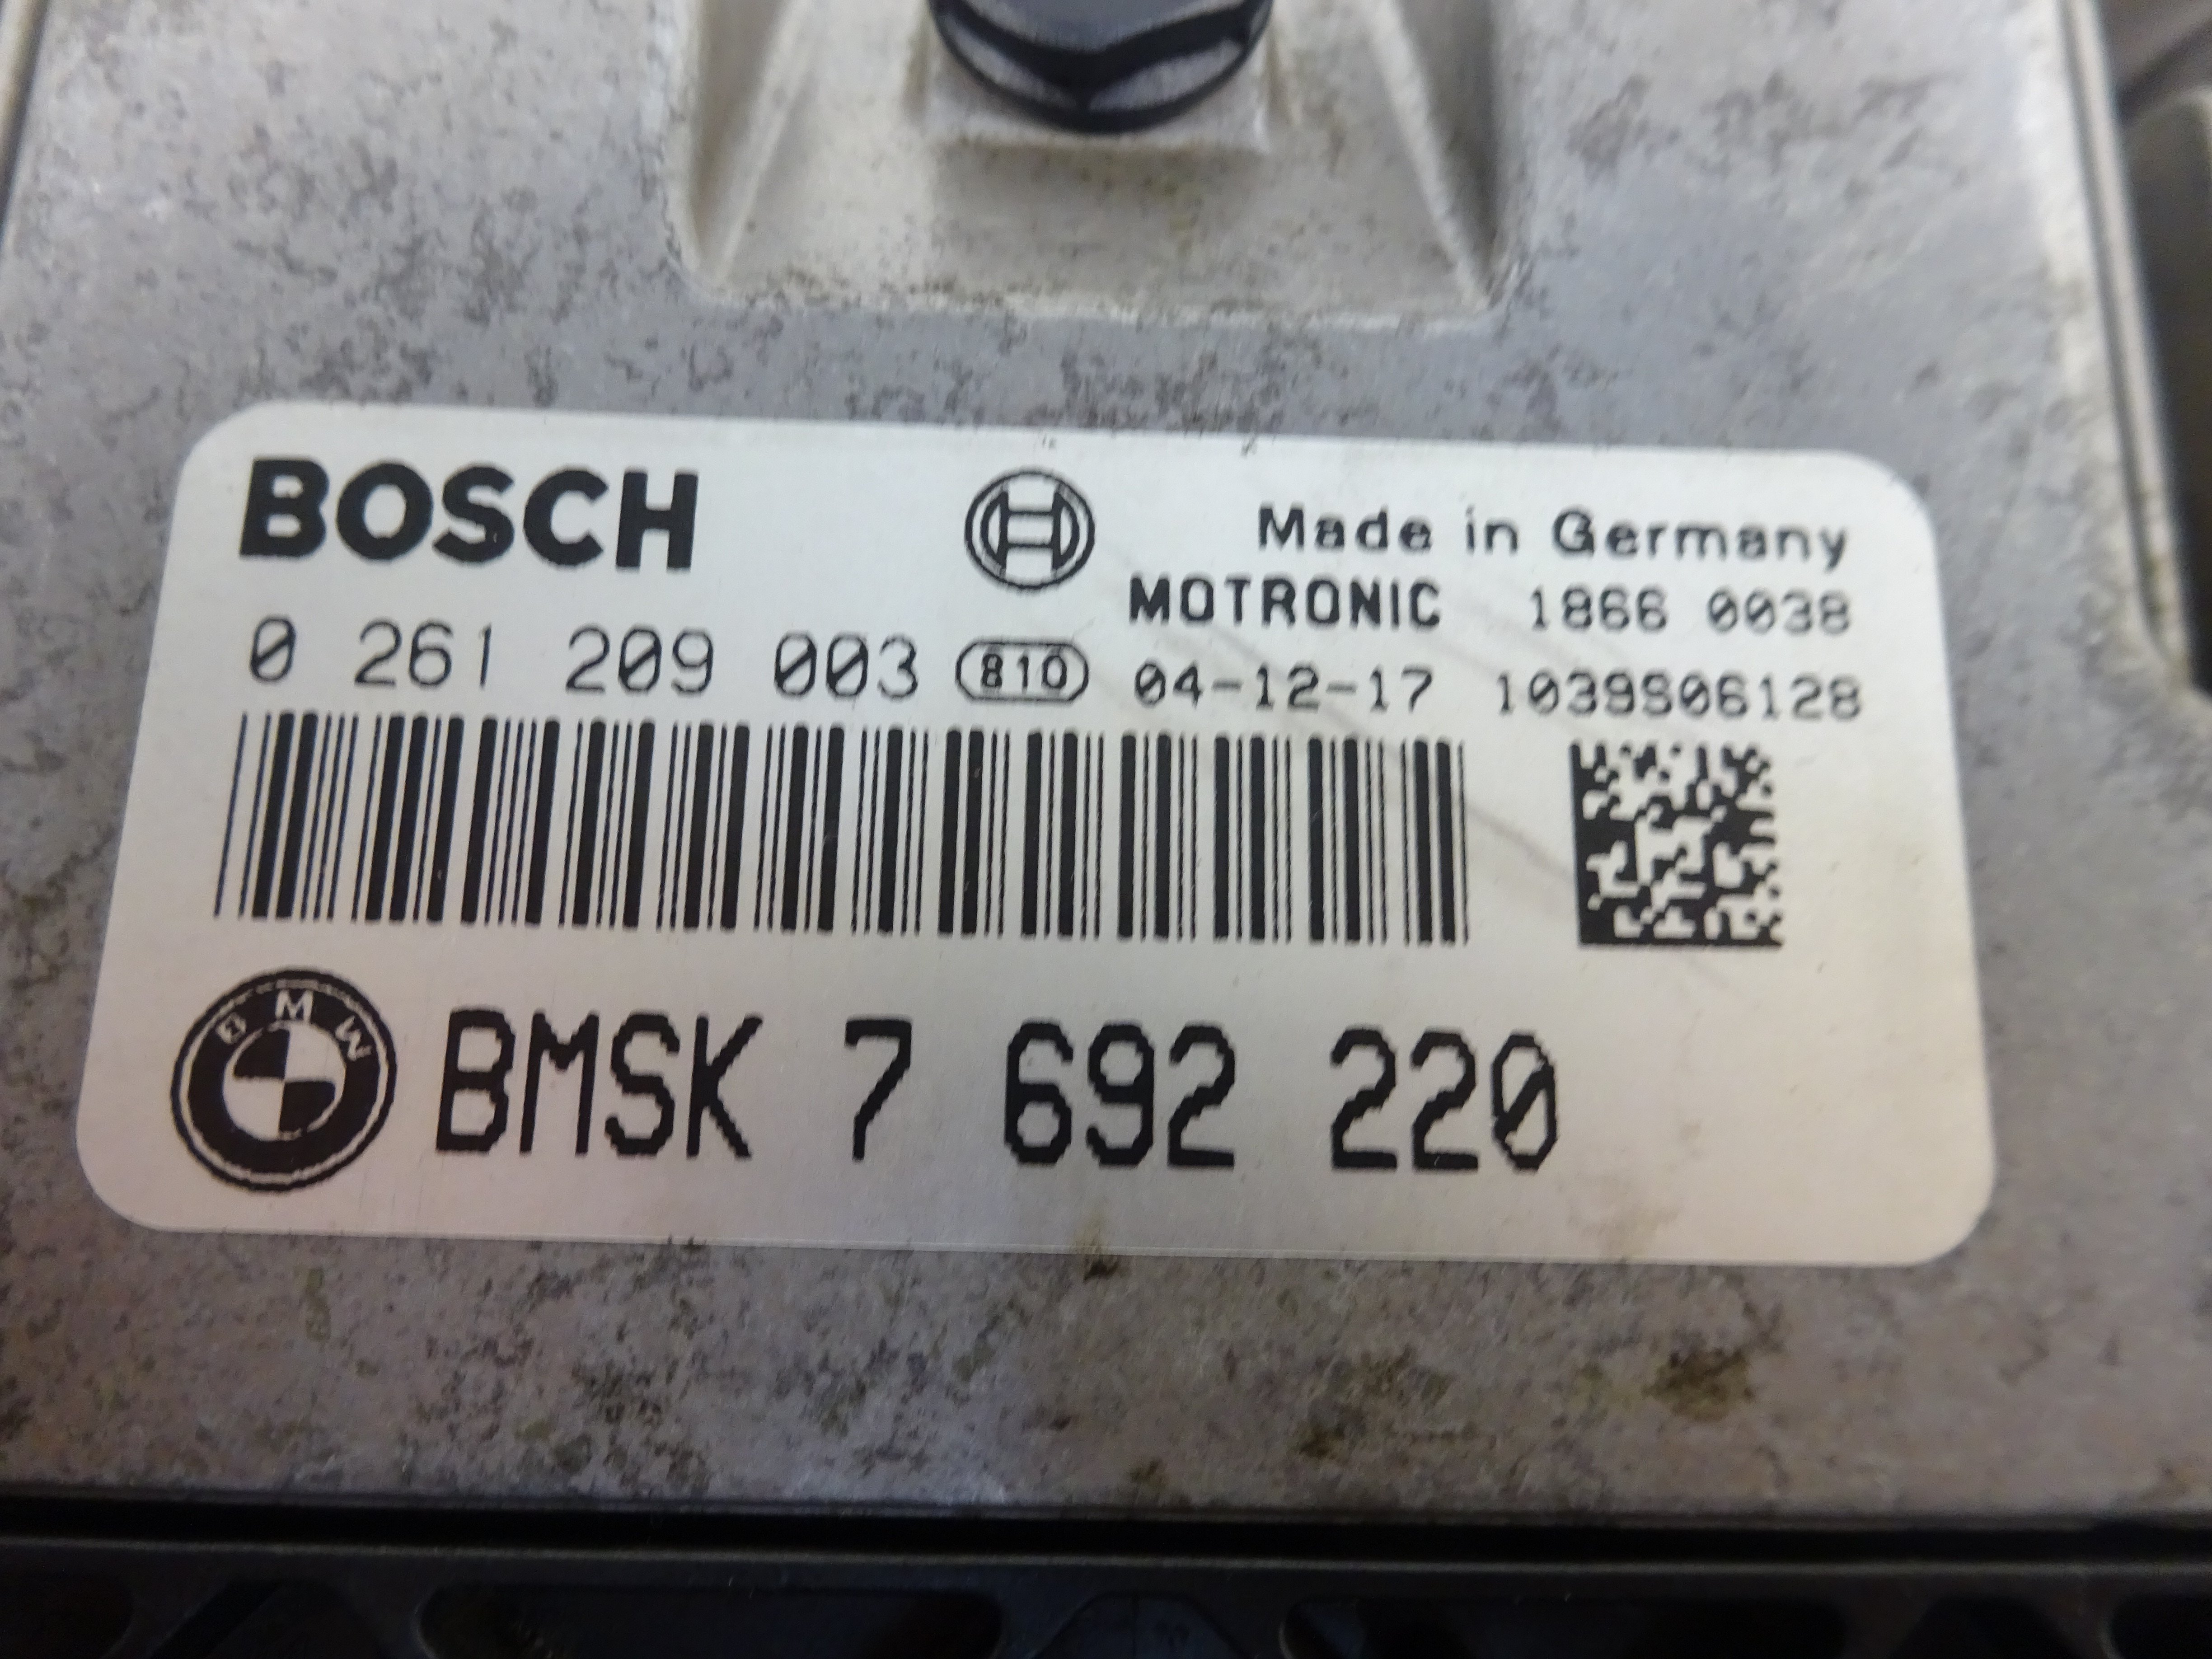 BOSCH
Made in Germany
MOTRONIC 1866 0038
0 261 209 003 810 04-12-17 1039S06128
BMW
BMSK 7 692 220